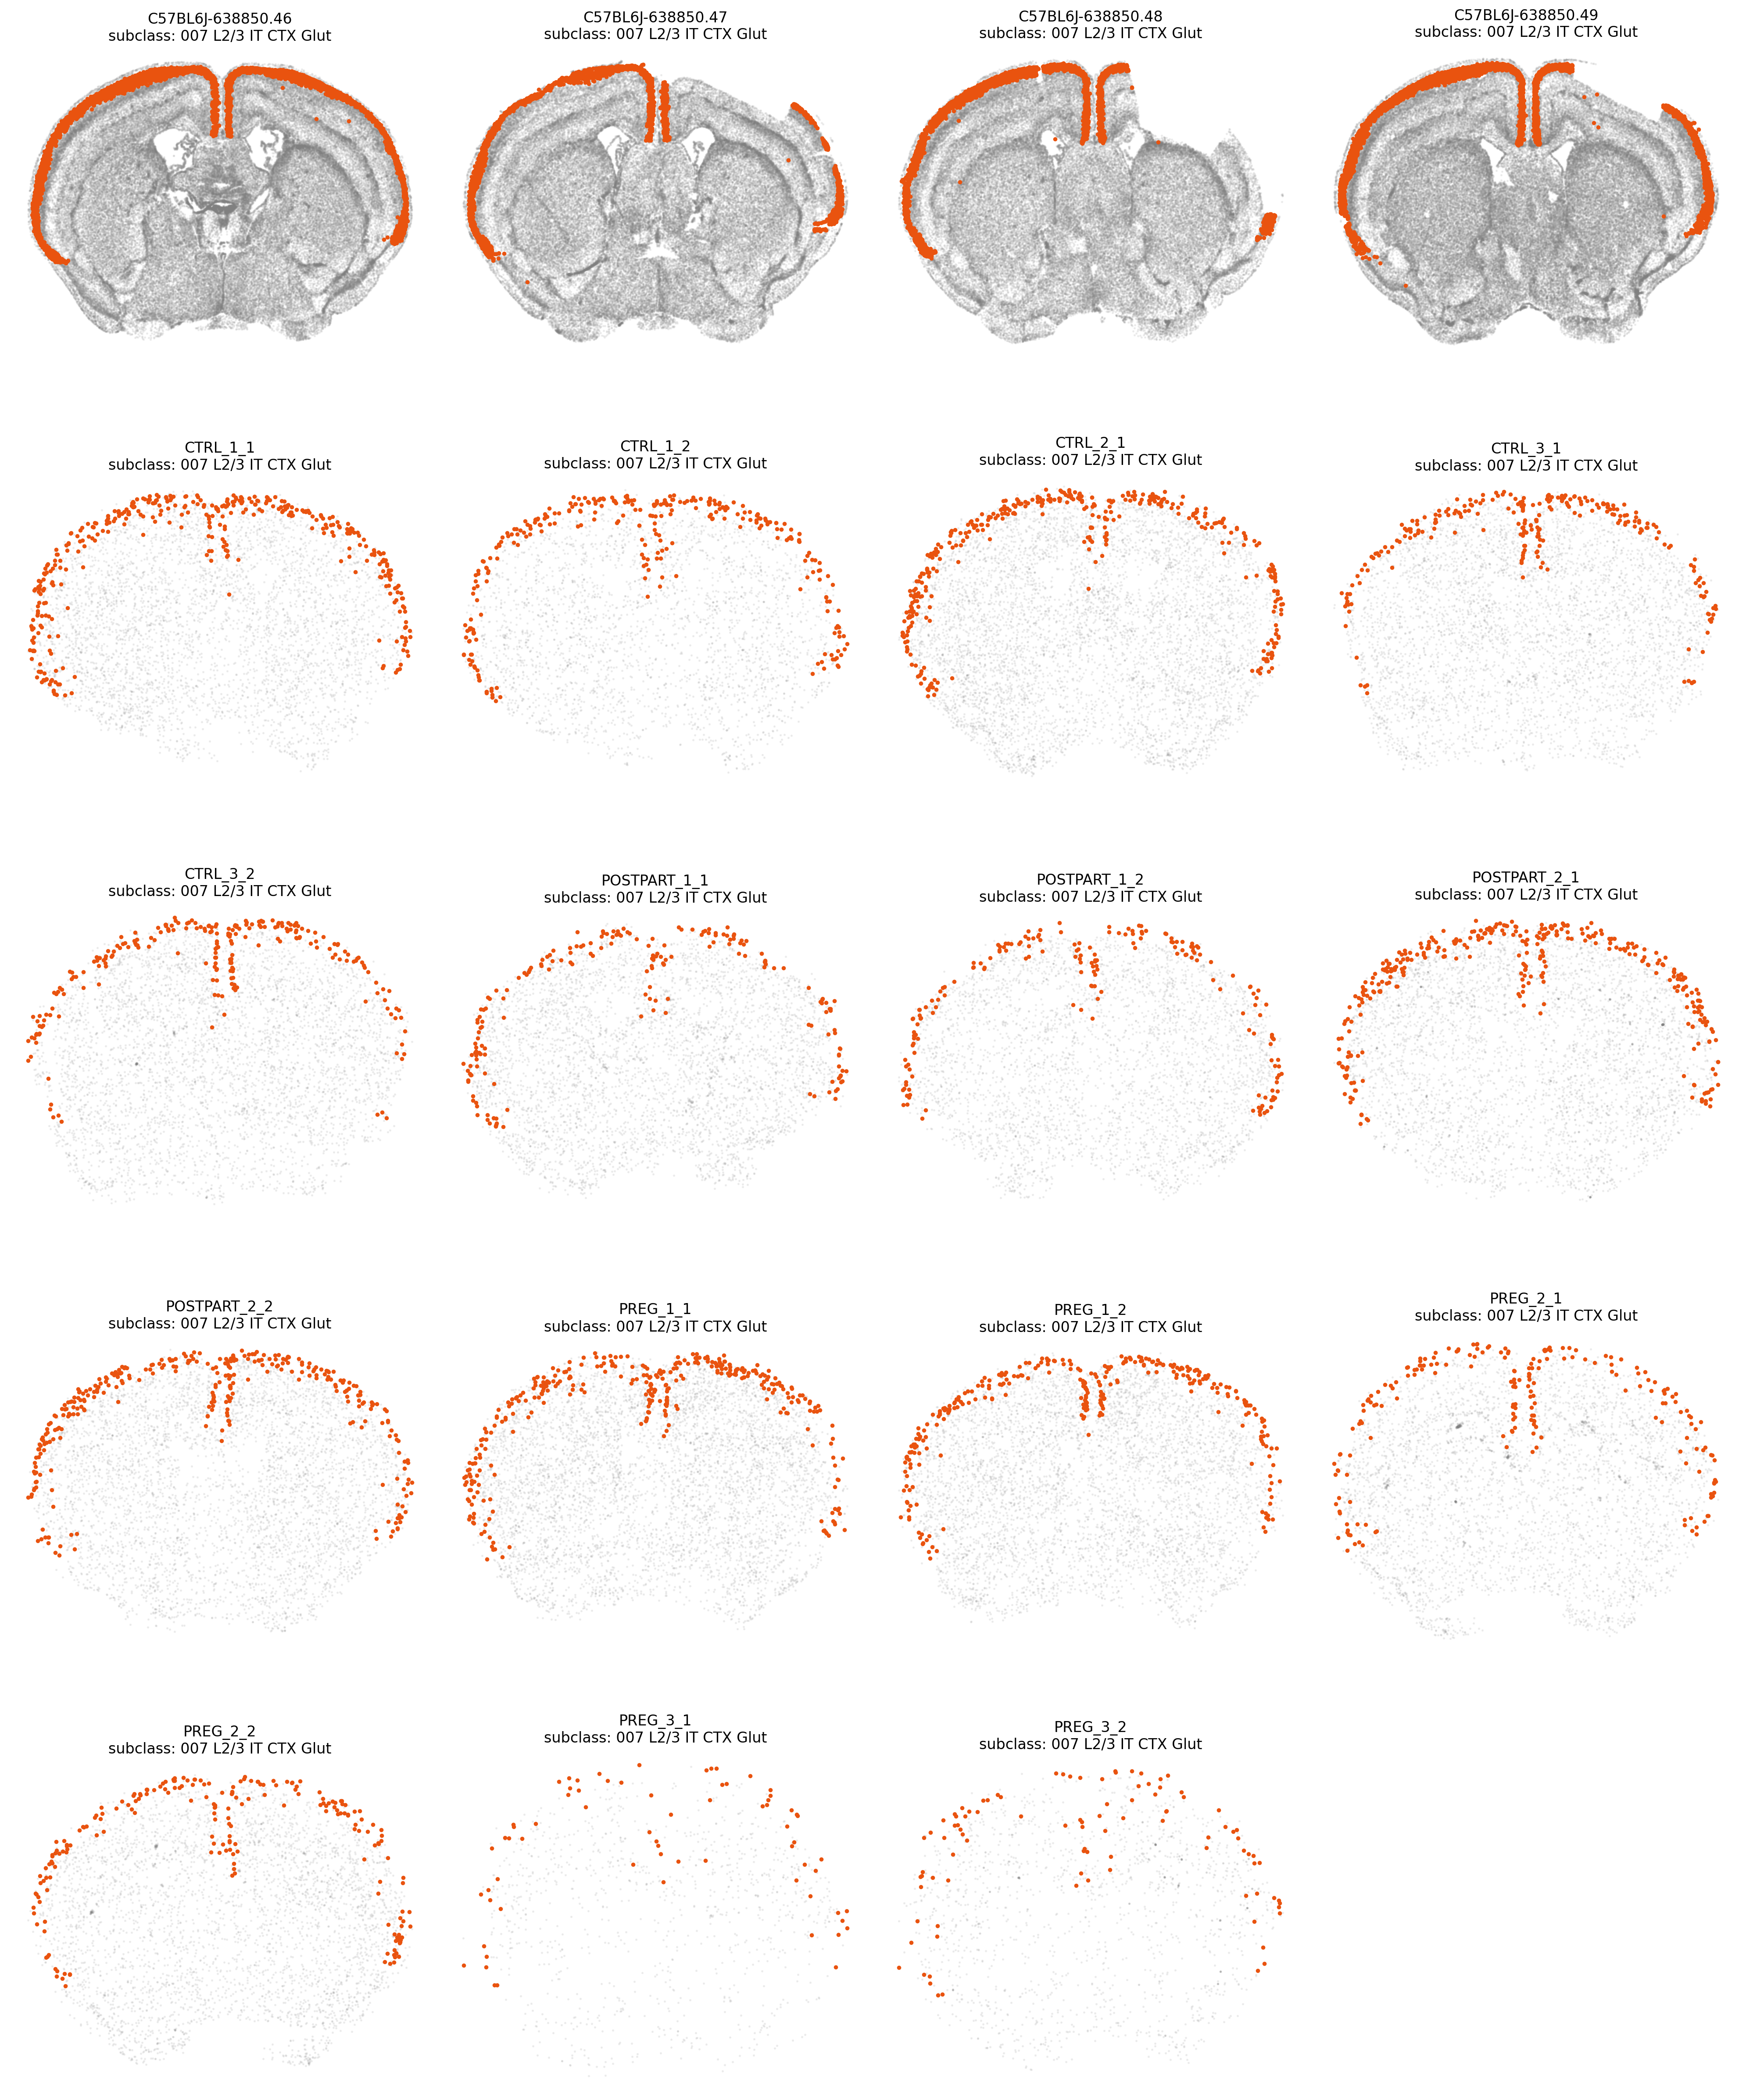 C57BL6J-638850.46
subclass: 007 L2/3 IT CTX Glut
C57BL6J-638850.47
subclass: 007 L2/3 IT CTX Glut
C57BL6J-638850.48
subclass: 007 L2/3 IT CTX Glut
C57BL6J-638850.49
subclass: 007 L2/3 IT CTX Glut
CTRL_1_1
subclass: 007 L2/3 IT CTX Glut
CTRL_1_2
subclass: 007 L2/3 IT CTX Glut
CTRL_2_1
subclass: 007 L2/3 IT CTX Glut
CTRL_3_1
subclass: 007 L2/3 IT CTX Glut
CTRL_3_2
subclass: 007 L2/3 IT CTX Glut
POSTPART_1_1
subclass: 007 L2/3 IT CTX Glut
POSTPART_1_2
subclass: 007 L2/3 IT CTX Glut
POSTPART_2_1
subclass: 007 L2/3 IT CTX Glut
POSTPART_2_2
subclass: 007 L2/3 IT CTX Glut
PREG_1_1
subclass: 007 L2/3 IT CTX Glut
PREG_1_2
subclass: 007 L2/3 IT CTX Glut
PREG_2_1
subclass: 007 L2/3 IT CTX Glut
PREG_2_2
subclass: 007 L2/3 IT CTX Glut
PREG_3_1
subclass: 007 L2/3 IT CTX Glut
PREG_3_2
subclass: 007 L2/3 IT CTX Glut